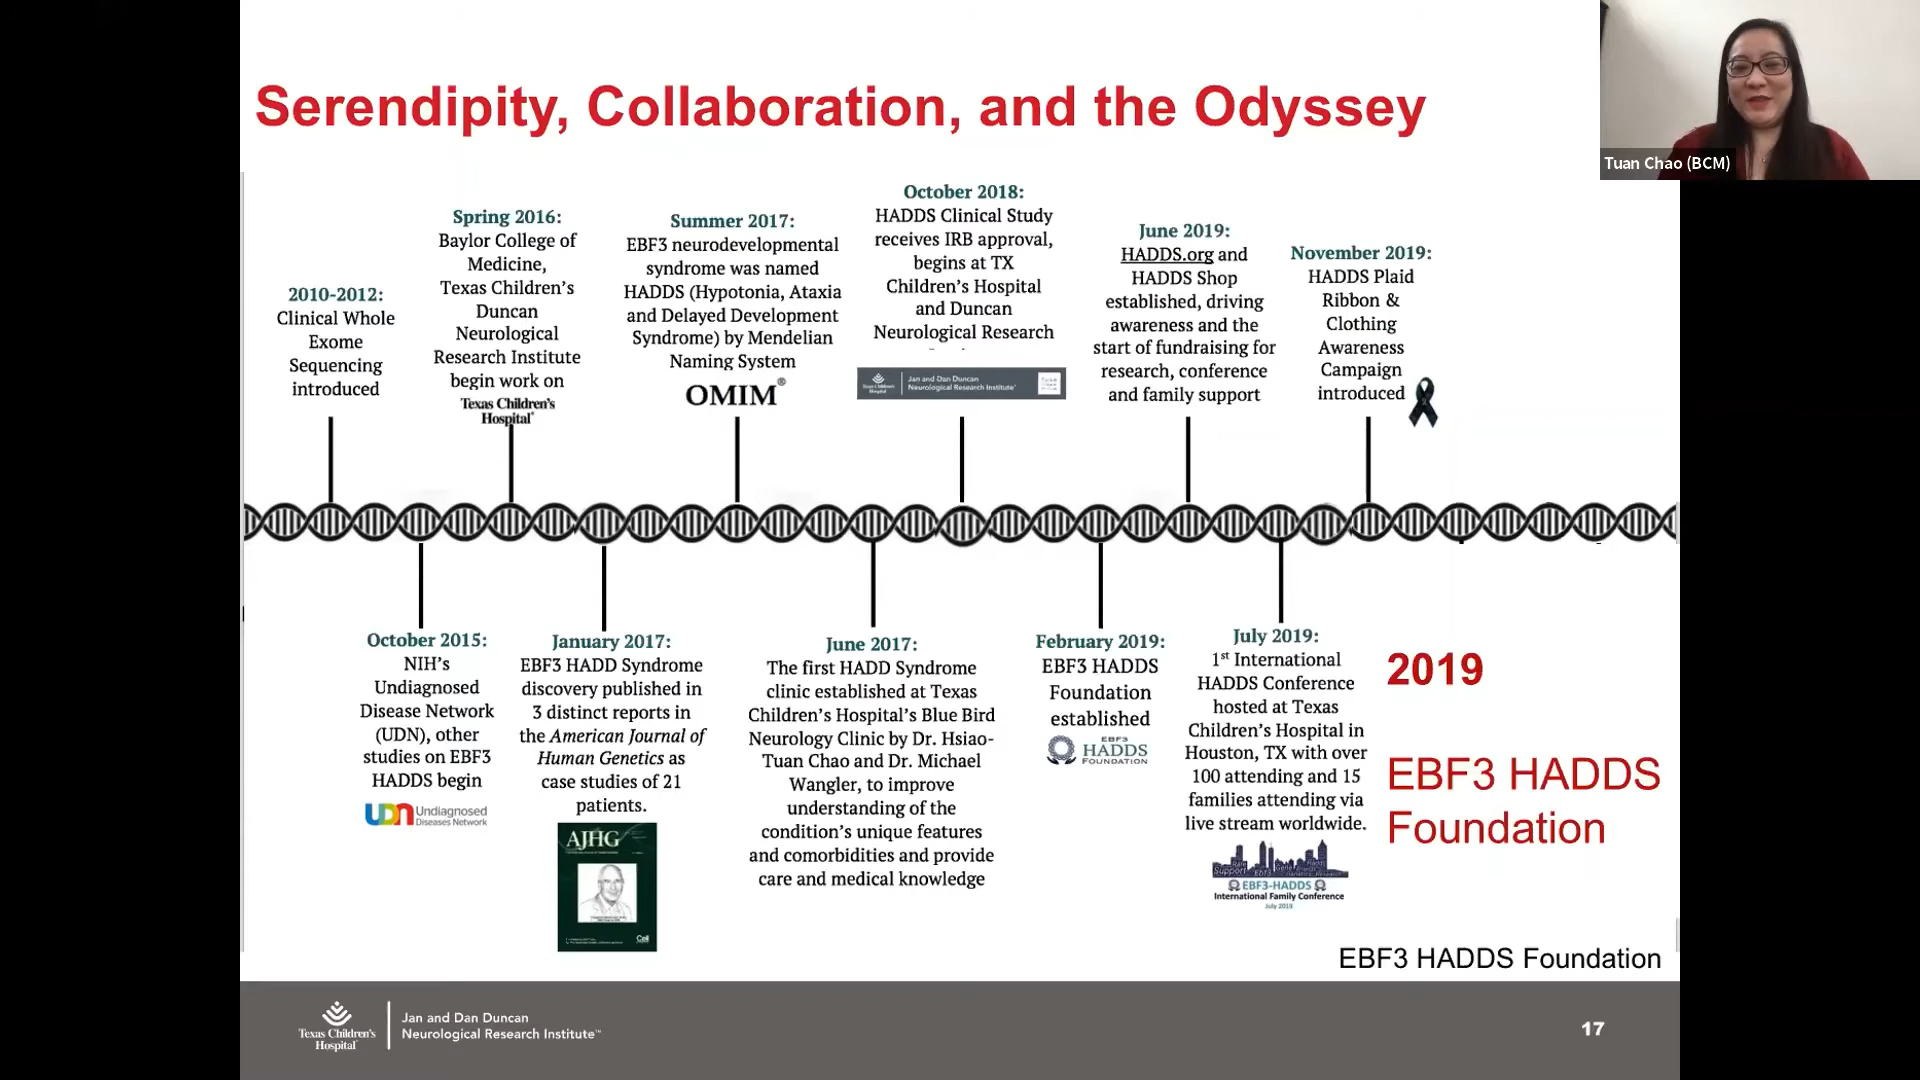 Serendipity, Collaboration, and the Odyssey
Tuan Chao (BCM)
2010-2012:
Clinical Whole
Exome
Sequencing
introduced
Spring 2016:
Baylor College of
Medicine,
Texas Children's
Duncan
Neurological
Research Institute
begin work on
Texas Children's
Hospital®
Summer 2017:
EBF3 neurodevelopmental
syndrome was named
HADDS (Hypotonia, Ataxia
and Delayed Development
Syndrome) by Mendelian
Naming System
OMIM®
October 2018:
HADDS Clinical Study
receives IRB approval,
begins at TX
Children's Hospital
and Duncan
Neurological Research
Jan and Dan Duncan
Neurological Research Institute
June 2019:
HADDS.org and
HADDS Shop
established, driving
awareness and the
start of fundraising for
research, conference
and family support
November 2019:
HADDS Plaid
Ribbon &
Clothing
Awareness
Campaign
introduced
October 2015:
NIH's
Undiagnosed
Disease Network
(UDN), other
studies on EBF3
HADDS begin
UDN Undiagnosed
Diseases Network
January 2017:
EBF3 HADD Syndrome
discovery published in
3 distinct reports in
the American Journal of
Human Genetics as
case studies of 21
patients.
AJHG
Cell
June 2017:
The first HADD Syndrome
clinic established at Texas
Children's Hospital's Blue Bird
Neurology Clinic by Dr. Hsiao-
Tuan Chao and Dr. Michael
Wangler, to improve
understanding of the
condition's unique features
and comorbidities and provide
care and medical knowledge
February 2019:
EBF3 HADDS
Foundation
established
EBF3
HADDS
FOUNDATION
July 2019:
1st International
HADDS Conference
hosted at Texas
Children's Hospital in
Houston, TX with over
100 attending and 15
families attending via
live stream worldwide.
EBF3-HADDS
International Family Conference
July 2019
2019
EBF3 HADDS
Foundation
EBF3 HADDS Foundation
Texas Children's
Hospital
Jan and Dan Duncan
Neurological Research Institute™
17